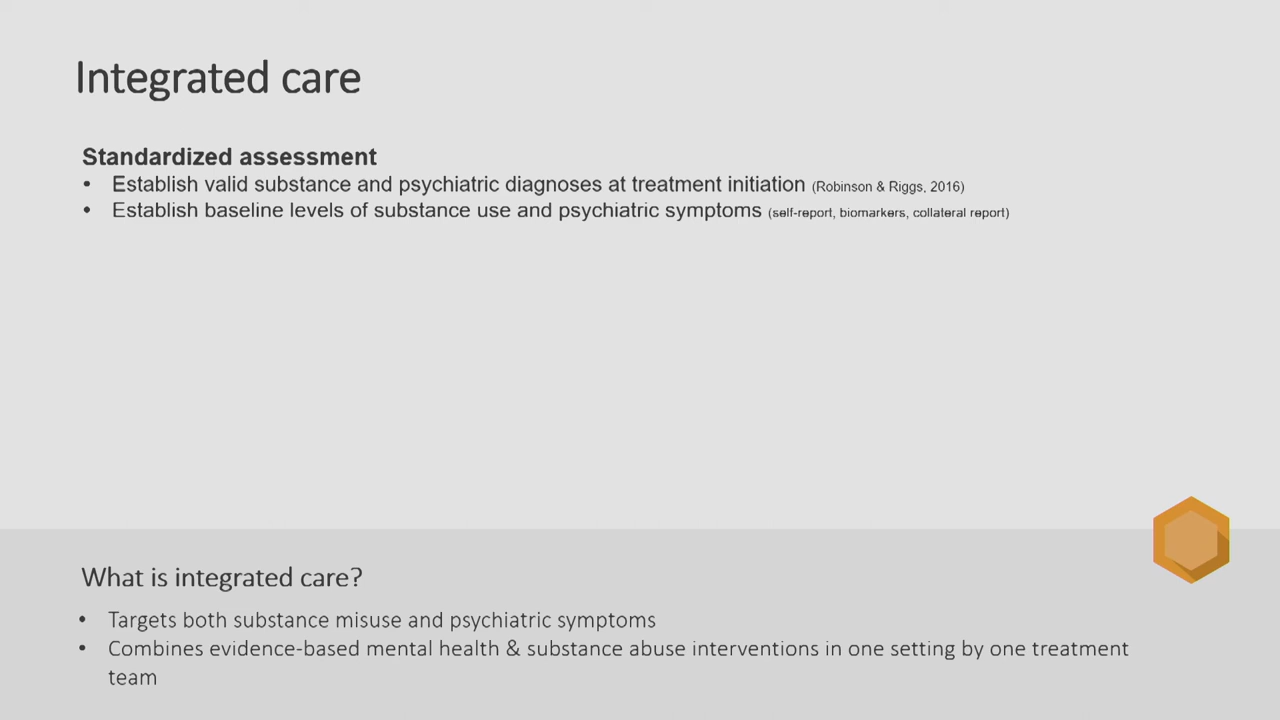 Integrated care
Standardized assessment
• Establish valid substance and psychiatric diagnoses at treatment initiation (Robinson & Riggs, 2016)
• Establish baseline levels of substance use and psychiatric symptoms (self-report, biomarkers, collateral report)
What is integrated care?
• Targets both substance misuse and psychiatric symptoms
• Combines evidence-based mental health & substance abuse interventions in one setting by one treatment
team